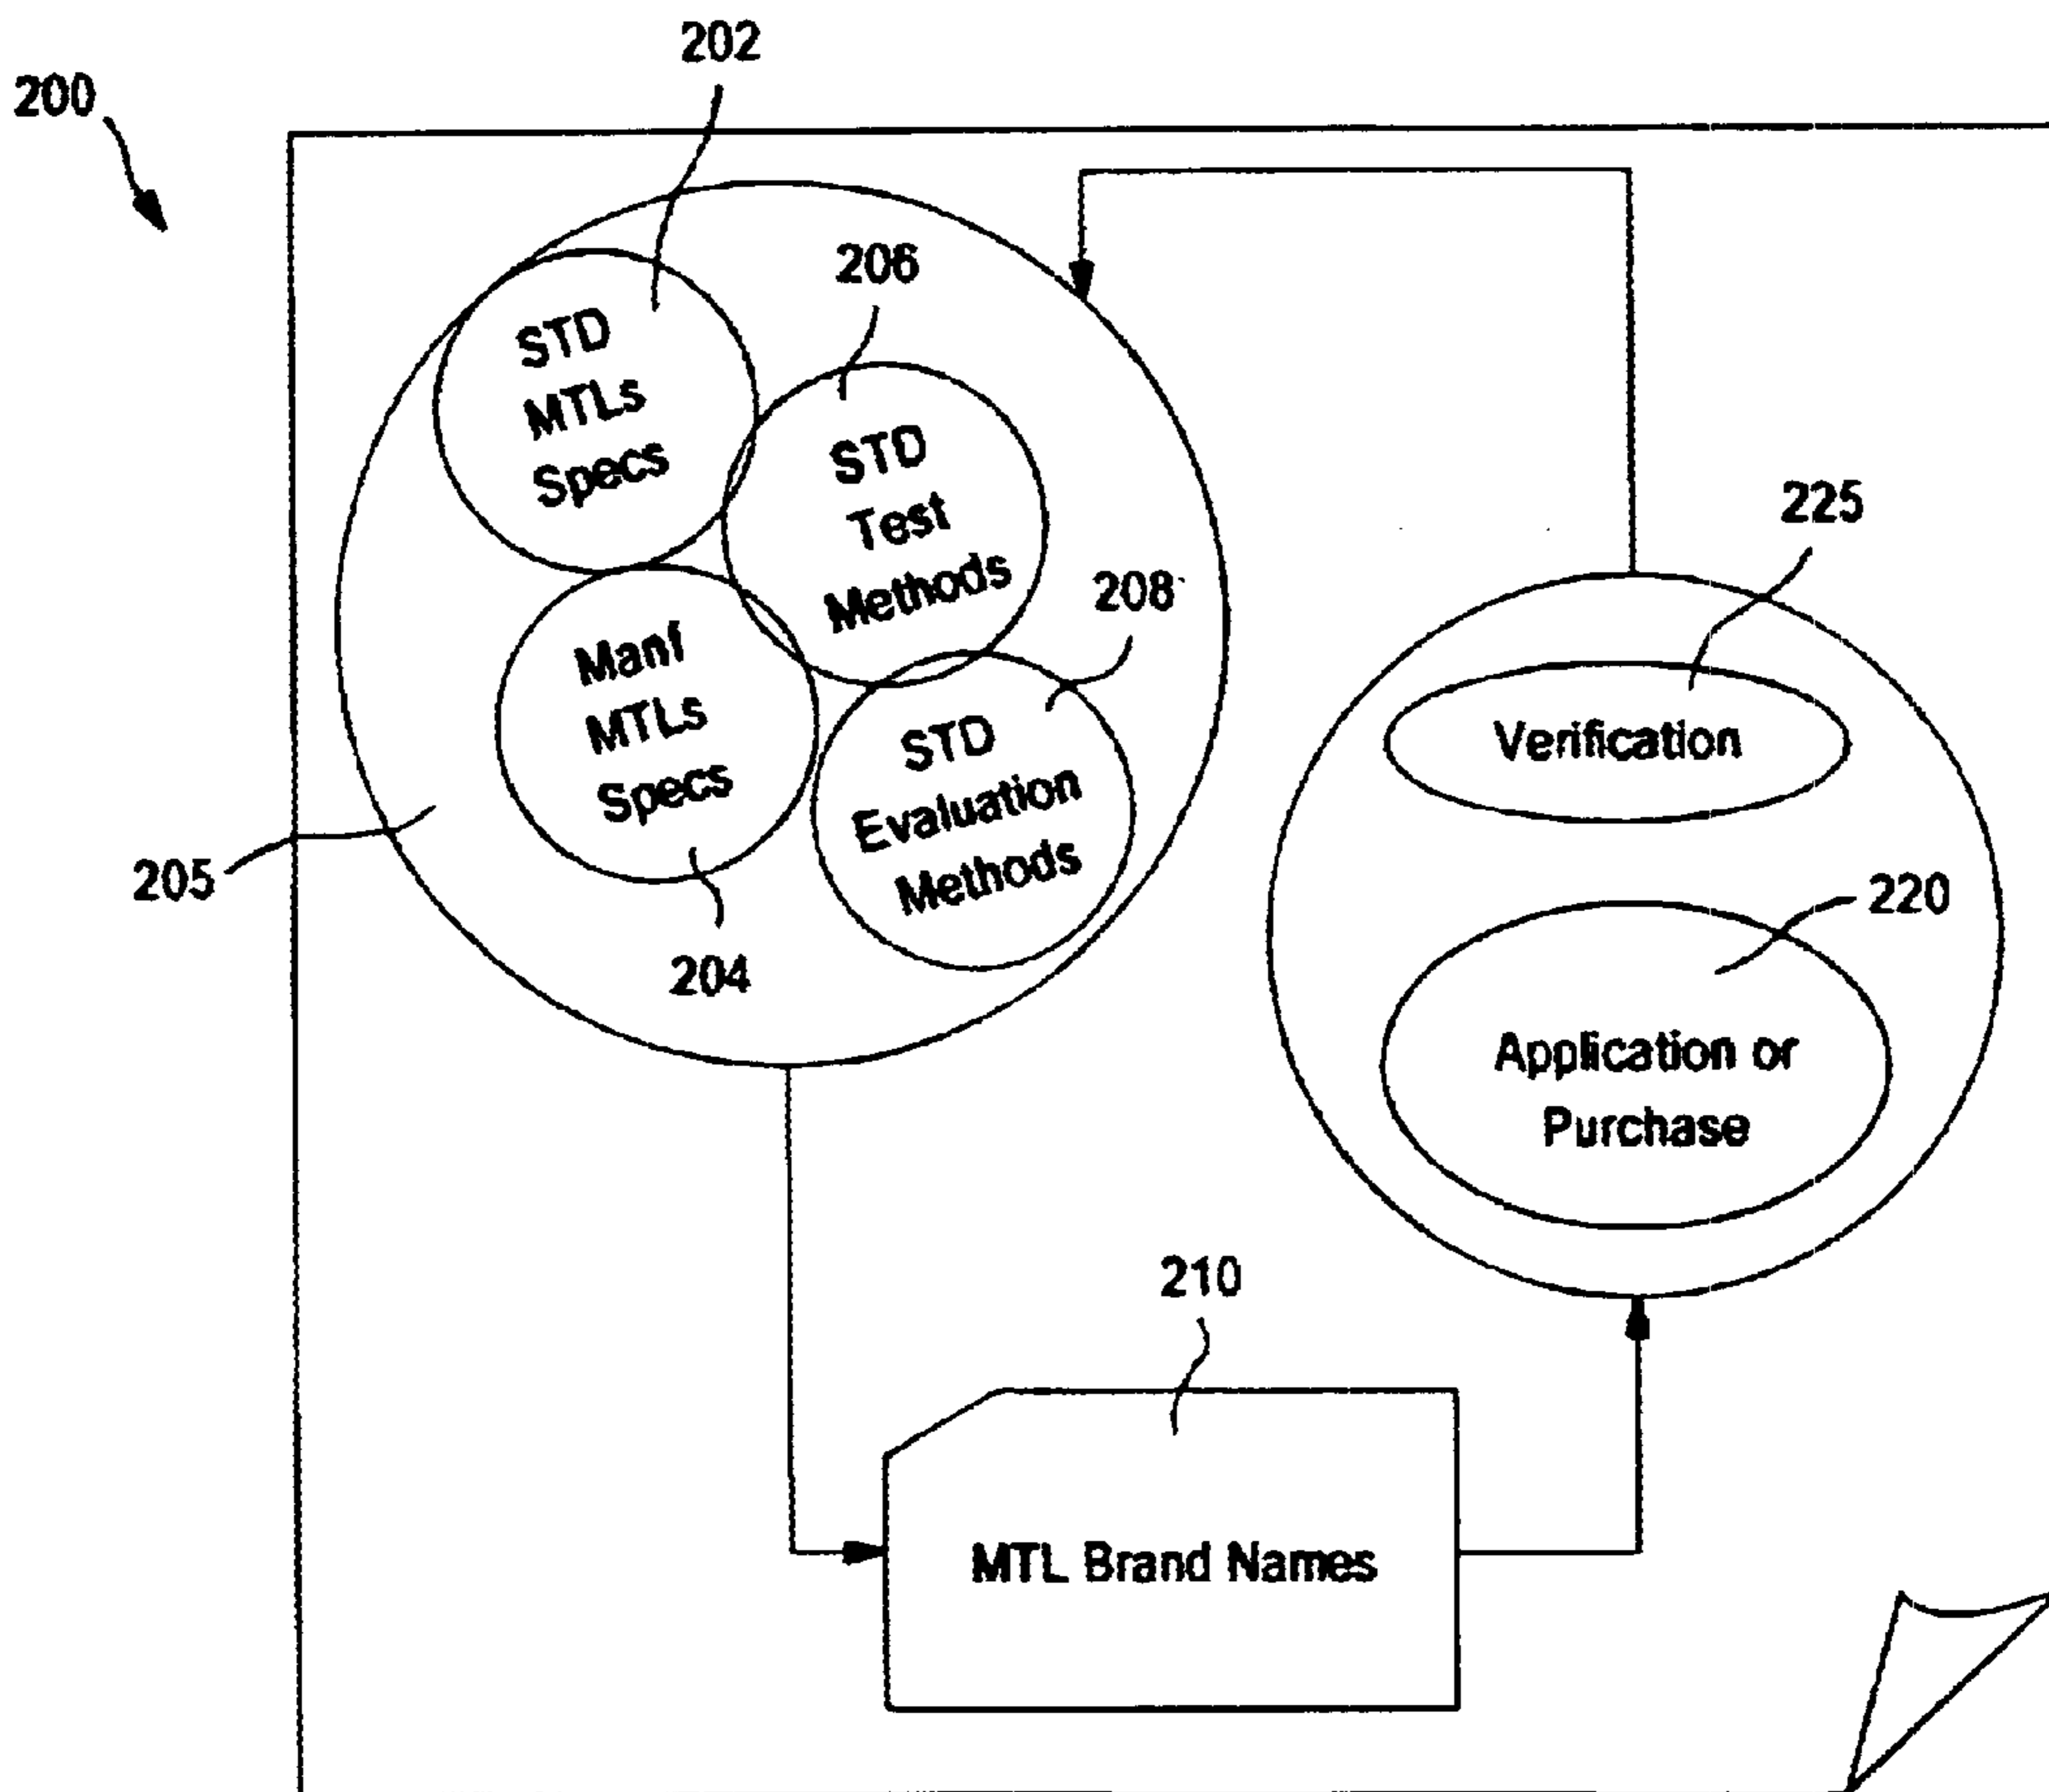 202
200
206
STD
MTLs
Specs
STD
Test
Methods
225
208
Manf
MTLs
Specs
STD
Evaluation
Methods
Verification
205
204
220
Application or
Purchase
210
MTL Brand Names